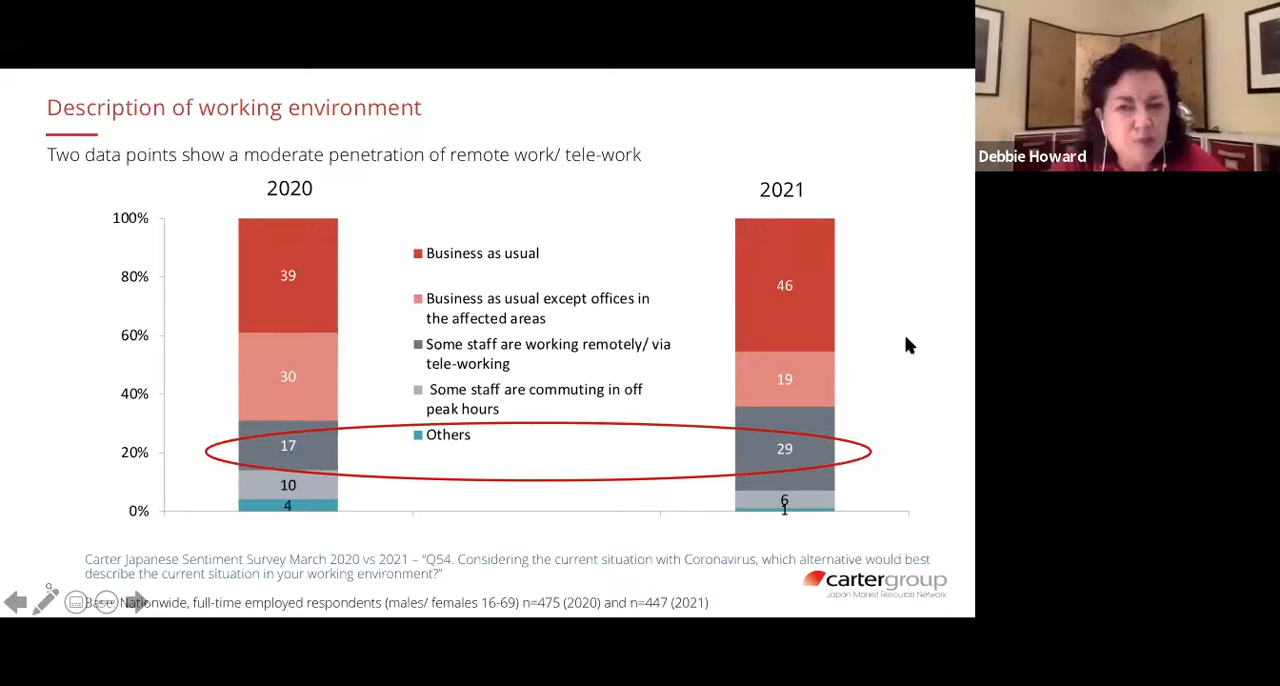 Description of working environment
Two data points show a moderate penetration of remote work/ tele-work
2020
2021
100%
80%
60%
40%
20%
0%
39
30
17
10
4
Business as usual
Business as usual except offices in
the affected areas
Some staff are working remotely/ via
tele-working
Some staff are commuting in off
peak hours
Others
46
19
29
6
1
Carter Japanese Sentiment Survey March 2020 vs 2021 – “Q54. Considering the current situation with Coronavirus, which alternative would best
describe the current situation in your working environment?”
Base: Nationwide, full-time employed respondents (males/ females 16-69) n=475 (2020) and n=447 (2021)
cartergroup
Japan Market Resource Network
Debbie Howard